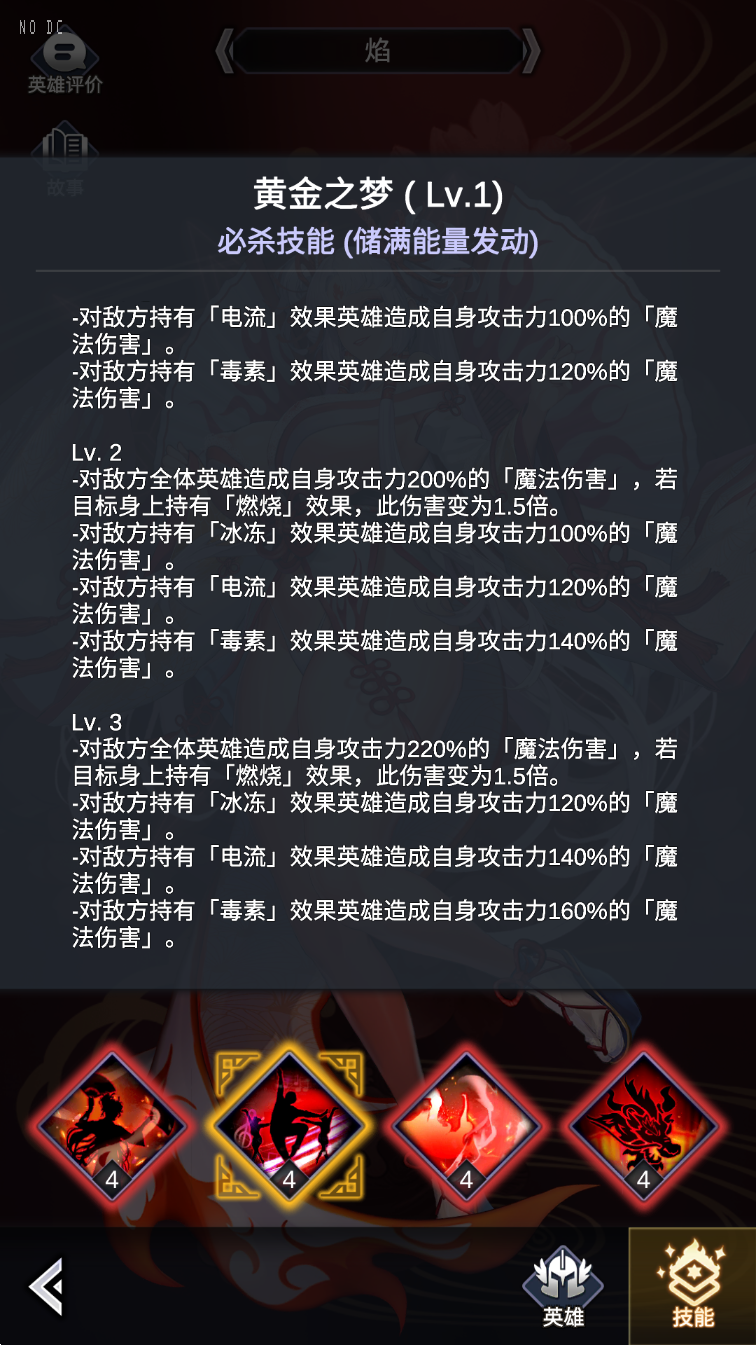 NO DC
焰
英雄评价
故事
黄金之梦 ( Lv.1)
必杀技能 (储满能量发动)
-对敌方持有「电流」效果英雄造成自身攻击力100%的「魔
法伤害」。
-对敌方持有「毒素」效果英雄造成自身攻击力120%的「魔
法伤害」。
Lv. 2
-对敌方全体英雄造成自身攻击力200%的「魔法伤害」，若
目标身上持有「燃烧」效果，此伤害变为1.5倍。
-对敌方持有「冰冻」效果英雄造成自身攻击力100%的「魔
法伤害」。
-对敌方持有「电流」效果英雄造成自身攻击力120%的「魔
法伤害」。
-对敌方持有「毒素」效果英雄造成自身攻击力140%的「魔
法伤害」。
Lv. 3
-对敌方全体英雄造成自身攻击力220%的「魔法伤害」，若
目标身上持有「燃烧」效果，此伤害变为1.5倍。
-对敌方持有「冰冻」效果英雄造成自身攻击力120%的「魔
法伤害」。
-对敌方持有「电流」效果英雄造成自身攻击力140%的「魔
法伤害」。
-对敌方持有「毒素」效果英雄造成自身攻击力160%的「魔
法伤害」。
4 4 4 4
英雄 技能